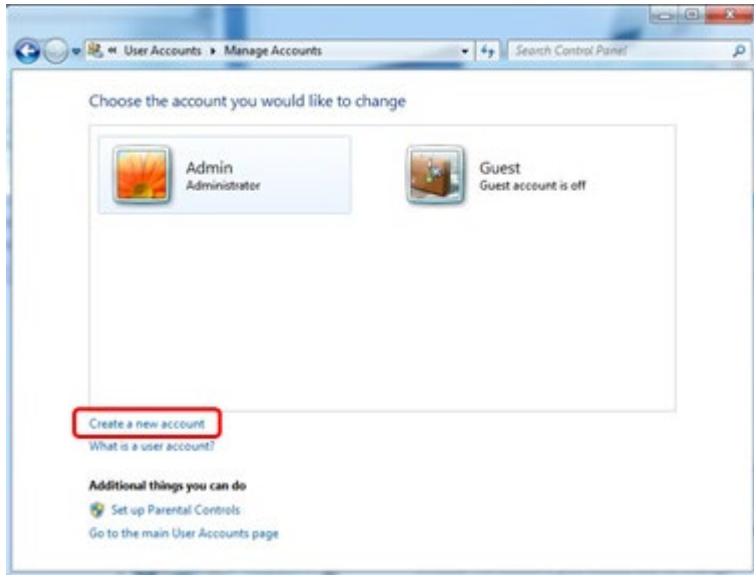 « User Accounts ▸ Manage Accounts
Search Control Panel
Choose the account you would like to change
Admin
Administrator
Guest
Guest account is off
Create a new account
What is a user account?
Additional things you can do
Set up Parental Controls
Go to the main User Accounts page